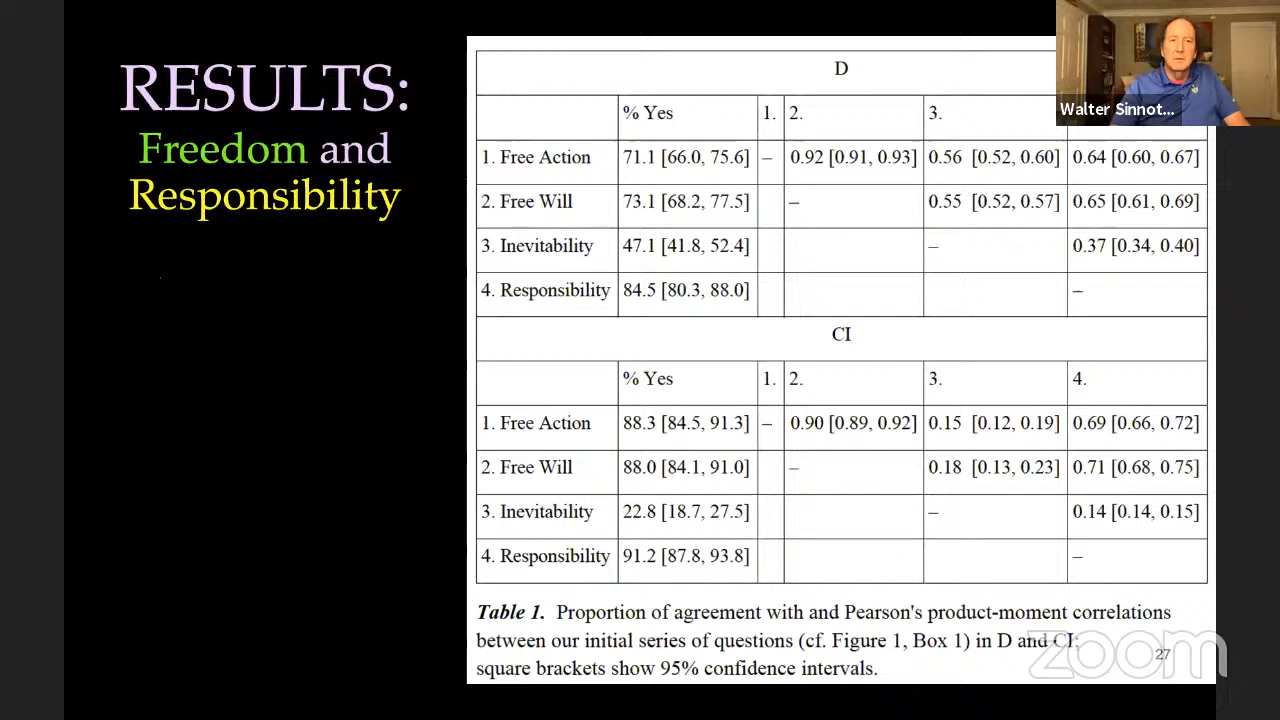 RESULTS:
Freedom and
Responsibility
D
% Yes 1. 2. 3.
1. Free Action 71.1 [66.0, 75.6] – 0.92 [0.91, 0.93] 0.56 [0.52, 0.60] 0.64 [0.60, 0.67]
2. Free Will 73.1 [68.2, 77.5] – 0.55 [0.52, 0.57] 0.65 [0.61, 0.69]
3. Inevitability 47.1 [41.8, 52.4] – 0.37 [0.34, 0.40]
4. Responsibility 84.5 [80.3, 88.0] –
CI
% Yes 1. 2. 3. 4.
1. Free Action 88.3 [84.5, 91.3] – 0.90 [0.89, 0.92] 0.15 [0.12, 0.19] 0.69 [0.66, 0.72]
2. Free Will 88.0 [84.1, 91.0] – 0.18 [0.13, 0.23] 0.71 [0.68, 0.75]
3. Inevitability 22.8 [18.7, 27.5] – 0.14 [0.14, 0.15]
4. Responsibility 91.2 [87.8, 93.8] –
Table 1. Proportion of agreement with and Pearson's product-moment correlations
between our initial series of questions (cf. Figure 1, Box 1) in D and CI;
square brackets show 95% confidence intervals.
27
zoom
Walter Sinnot...